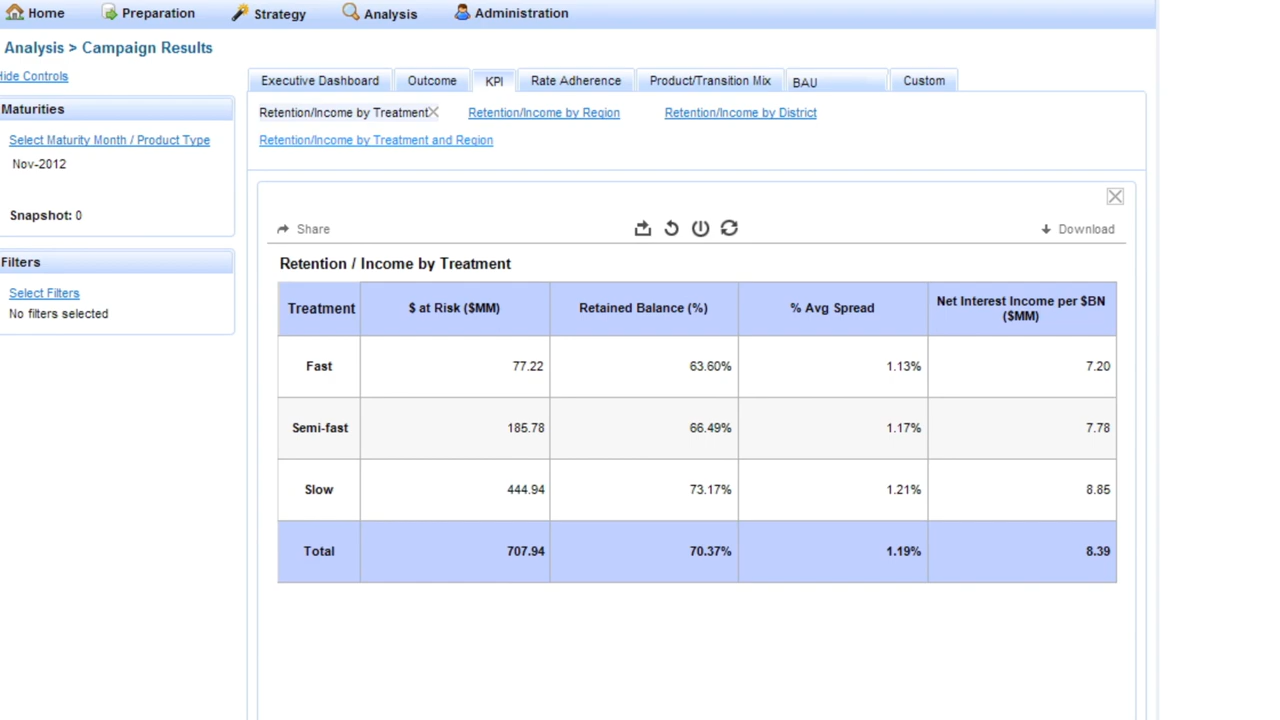 Home Preparation Strategy Analysis Administration
Analysis > Campaign Results
Hide Controls
Executive Dashboard Outcome KPI Rate Adherence Product/Transition Mix BAU Custom
Maturities
Select Maturity Month / Product Type
Nov-2012
Snapshot: 0
Filters
Select Filters
No filters selected
Retention/Income by Treatment Retention/Income by Region Retention/Income by District
Retention/Income by Treatment and Region
Share Download
Retention / Income by Treatment
Treatment $ at Risk ($MM) Retained Balance (%) % Avg Spread Net Interest Income per $BN
($MM)
Fast 77.22 63.60% 1.13% 7.20
Semi-fast 185.78 66.49% 1.17% 7.78
Slow 444.94 73.17% 1.21% 8.85
Total 707.94 70.37% 1.19% 8.39